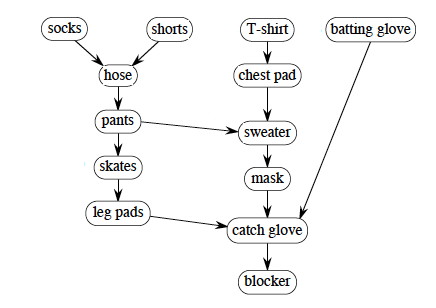 socks
shorts
T-shirt
batting glove
hose
chest pad
pants
sweater
skates
mask
leg pads
catch glove
blocker